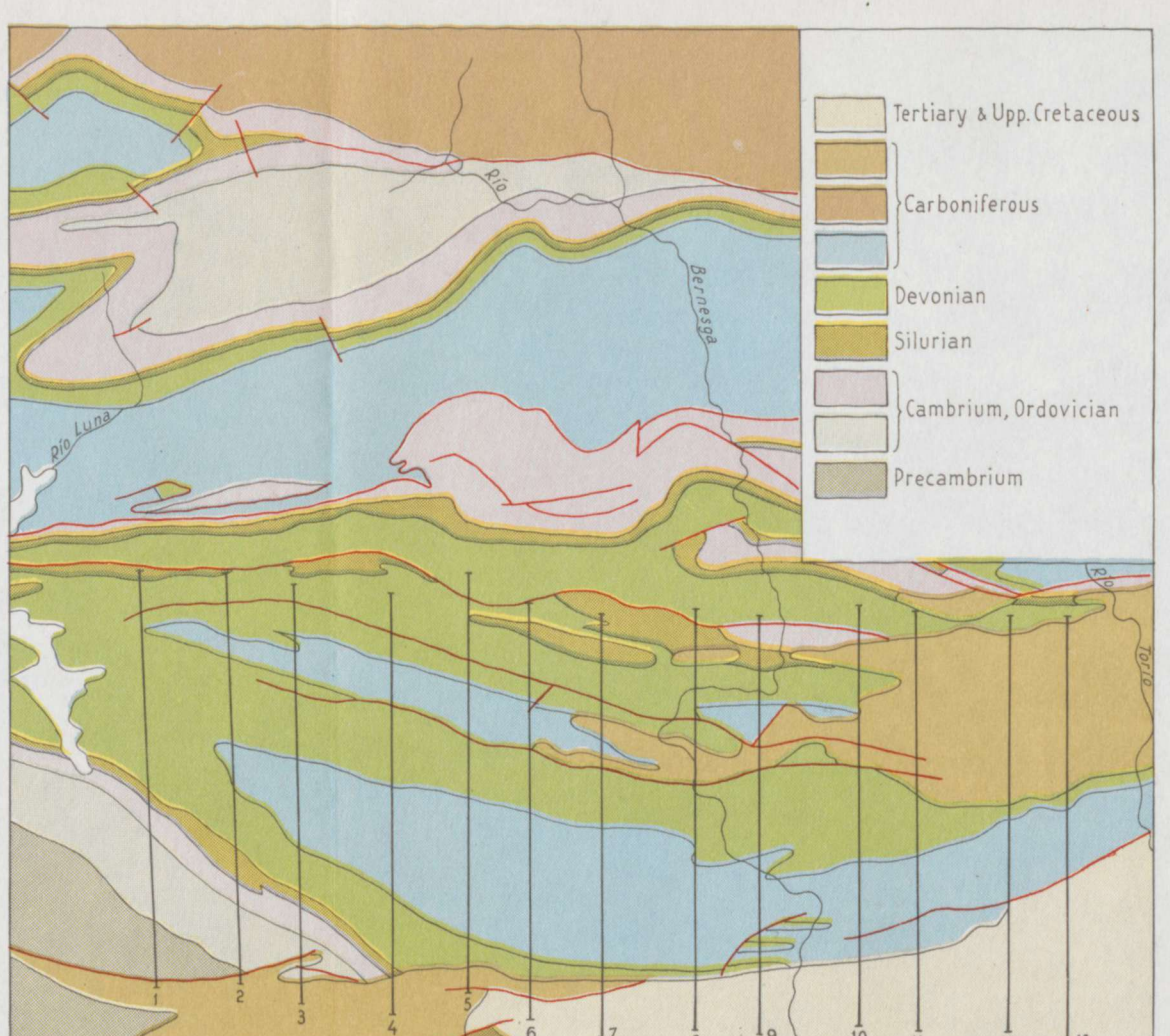 Tertiary & Upp. Cretaceous
Carboniferous
Devonian
Silurian
Cambrium, Ordovician
Precambrium
Río
Bernesga
Río Luna
Río
Torío
1
2
3
4
5
6
7
9
10